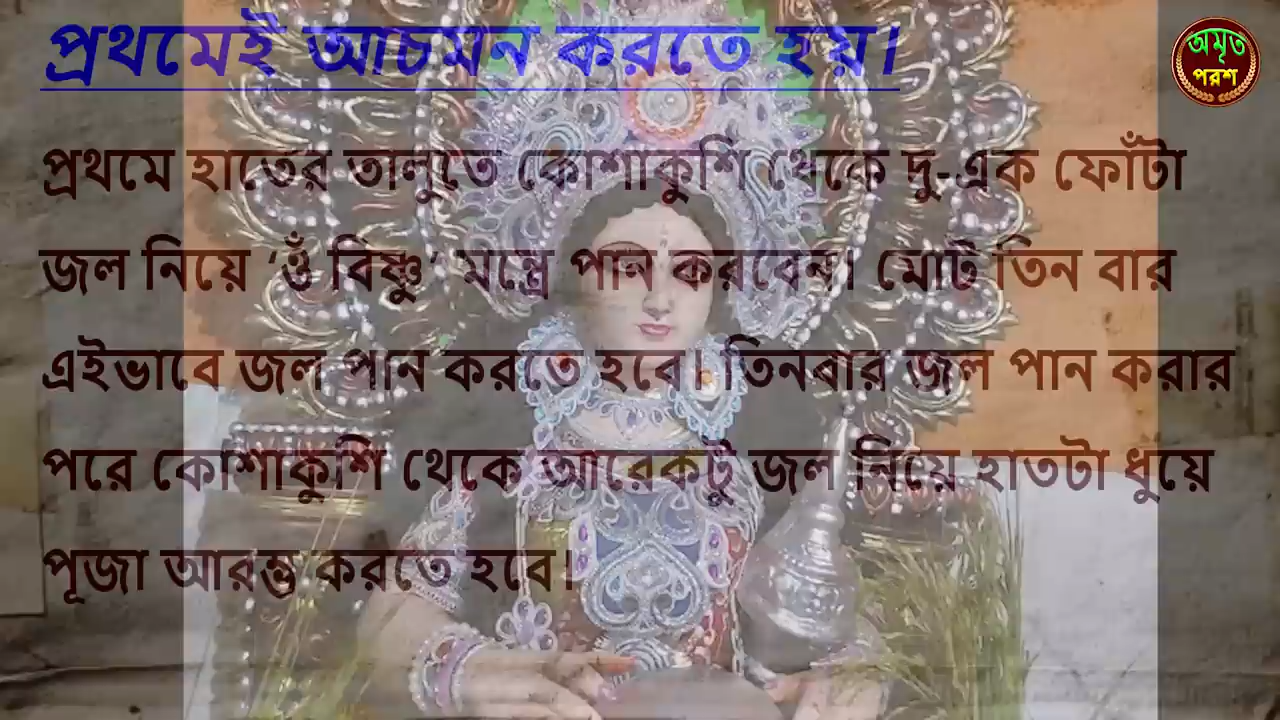 প্রথমেই আচমন করতে হয়।
অমৃত
পরশ
প্রথমে হাতের তালুতে কোশাকুশি থেকে দু-এক ফোঁটা
জল নিয়ে ‘ওঁ বিষ্ণু’ মন্ত্রে পান করবেন। মোট তিন বার
এইভাবে জল পান করতে হবে। তিনবার জল পান করার
পরে কোশাকুশি থেকে আরেকটু জল নিয়ে হাতটা ধুয়ে
পূজা আরম্ভ করতে হবে।